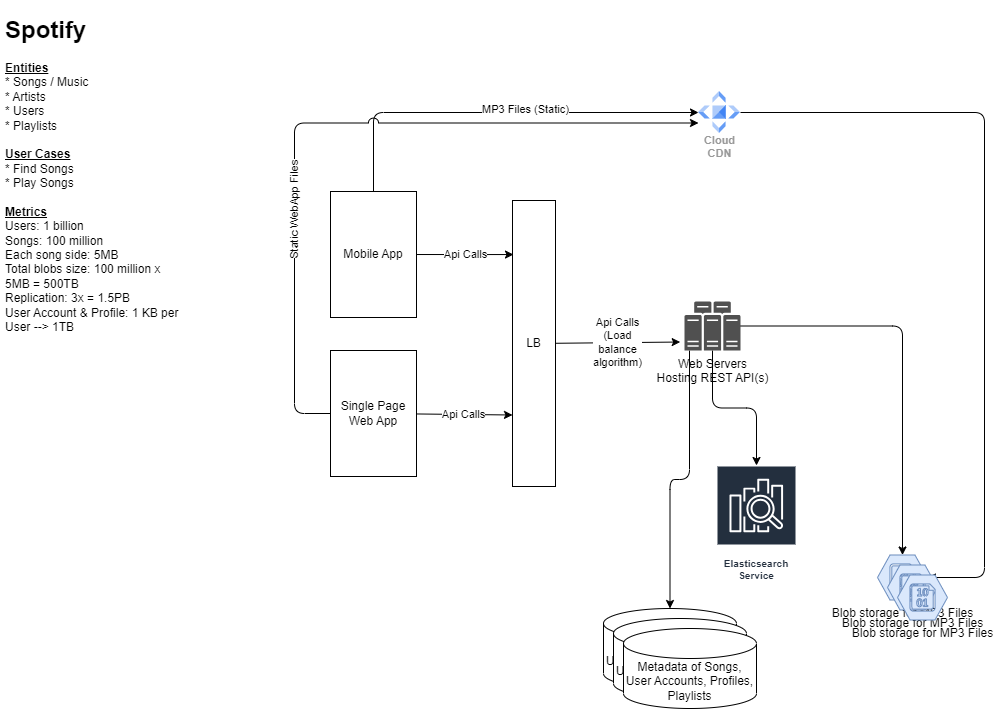 Spotify
Entities
* Songs / Music
* Artists
* Users
* Playlists
User Cases
* Find Songs
* Play Songs
Metrics
Users: 1 billion
Songs: 100 million
Each song side: 5MB
Total blobs size: 100 million x
5MB = 500TB
Replication: 3x = 1.5PB
User Account & Profile: 1 KB per
User --> 1TB
MP3 Files (Static)
Cloud
CDN
Static WebApp Files
Mobile App
Api Calls
LB
Api Calls
(Load
balance
algorithm)
Web Servers
Hosting REST API(s)
Single Page
Web App
Api Calls
Elasticsearch
Service
10
01
Blob storage for MP3 Files
Blob storage for MP3 Files
Blob storage for MP3 Files
U
U
Metadata of Songs,
User Accounts, Profiles,
Playlists